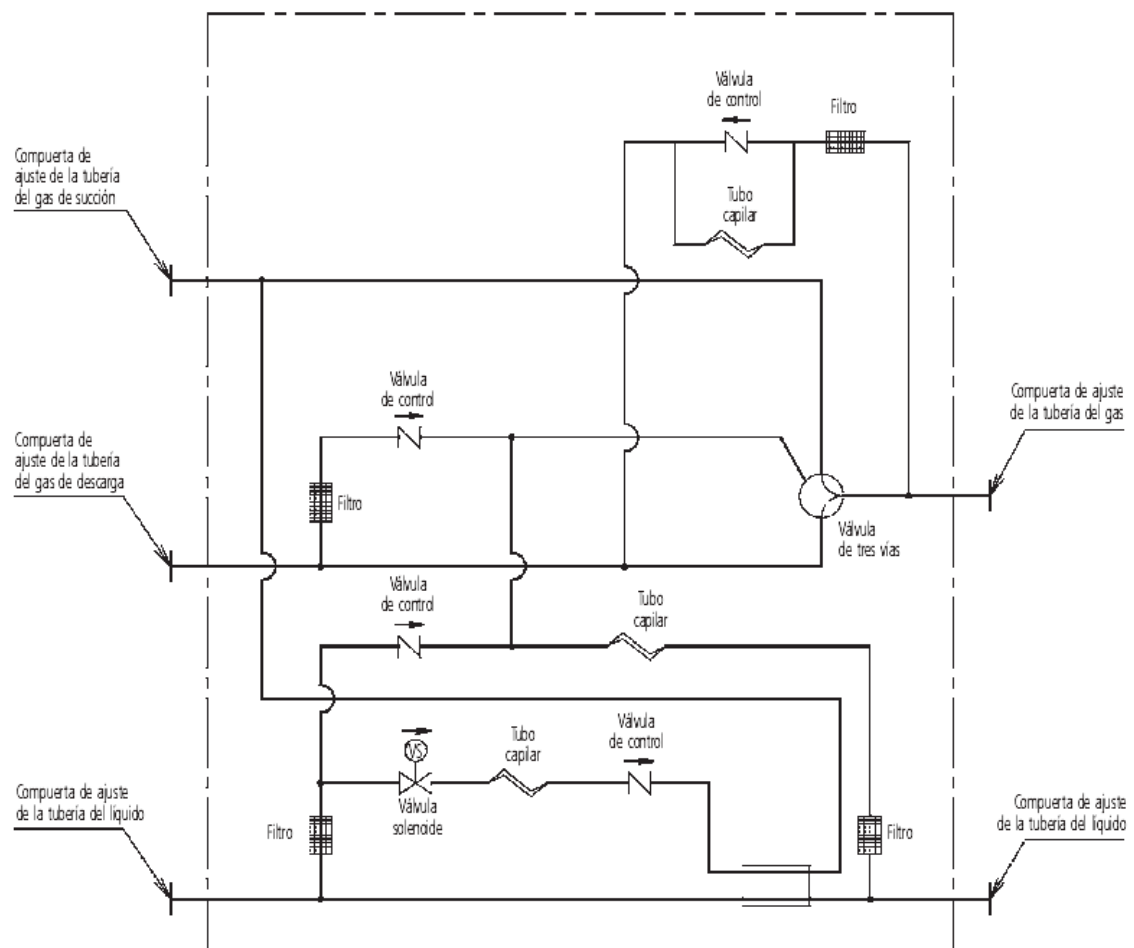 Válvula
de control
Filtro
Compuerta de
ajuste de la tubería
del gas de succión
Tubo
capilar
Válvula
de control
Compuerta de ajuste
de la tubería del gas
Compuerta de
ajuste de la tubería
del gas de descarga
Filtro
Válvula
de tres vías
Válvula
de control
Tubo
capilar
VS
Tubo
capilar
Válvula
de control
Compuerta de ajuste
de la tubería del líquido
Válvula
solenoide
Filtro
Filtro
Compuerta de ajuste
de la tubería del líquido